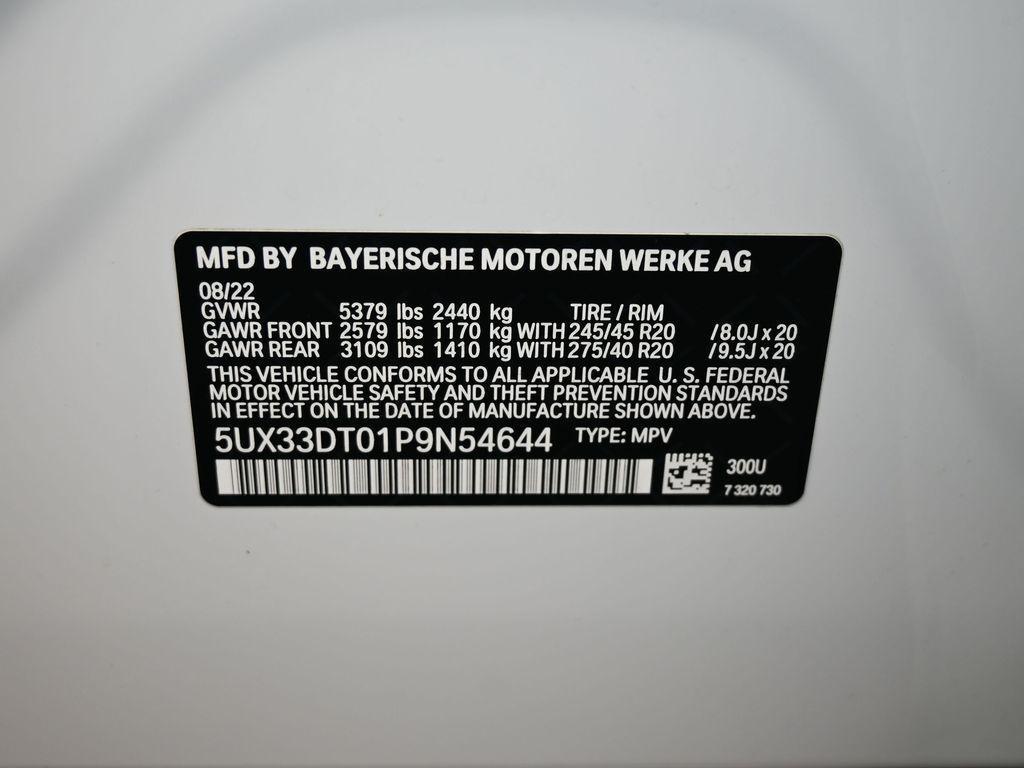 MFD BY BAYERISCHE MOTOREN WERKE AG
08/22
GVWR 5379 lbs 2440 kg TIRE / RIM
GAWR FRONT 2579 lbs 1170 kg WITH 245/45 R20 /8.0J x 20
GAWR REAR 3109 lbs 1410 kg WITH 275/40 R20 /9.5J x 20
THIS VEHICLE CONFORMS TO ALL APPLICABLE U. S. FEDERAL
MOTOR VEHICLE SAFETY AND THEFT PREVENTION STANDARDS
IN EFFECT ON THE DATE OF MANUFACTURE SHOWN ABOVE.
5UX33DT01P9N54644 TYPE: MPV
300U
7 320 730